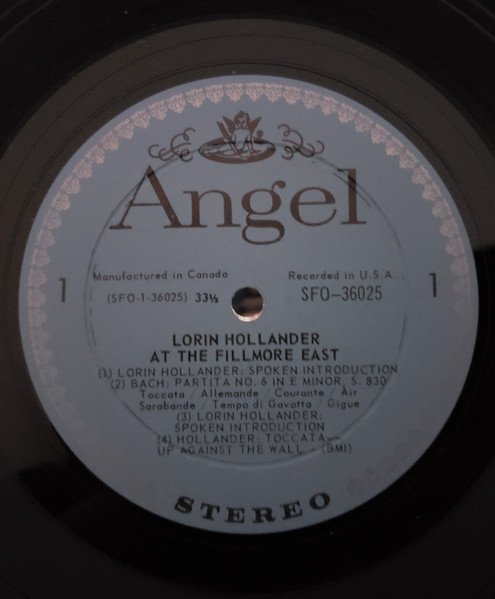 Angel
1
1
Manufactured in Canada
Recorded in U.S.A.
(SFO-1-36025) 33⅓
SFO-36025
LORIN HOLLANDER
AT THE FILLMORE EAST
(1) LORIN HOLLANDER: SPOKEN INTRODUCTION
(2) BACH: PARTITA NO. 6 IN E MINOR, S. 830
Toccata / Allemande / Courante / Air
Sarabande / Tempo di Gavotta / Gigue
(3) LORIN HOLLANDER:
SPOKEN INTRODUCTION
(4) HOLLANDER: TOCCATA—
UP AGAINST THE WALL - (BMI)
STEREO